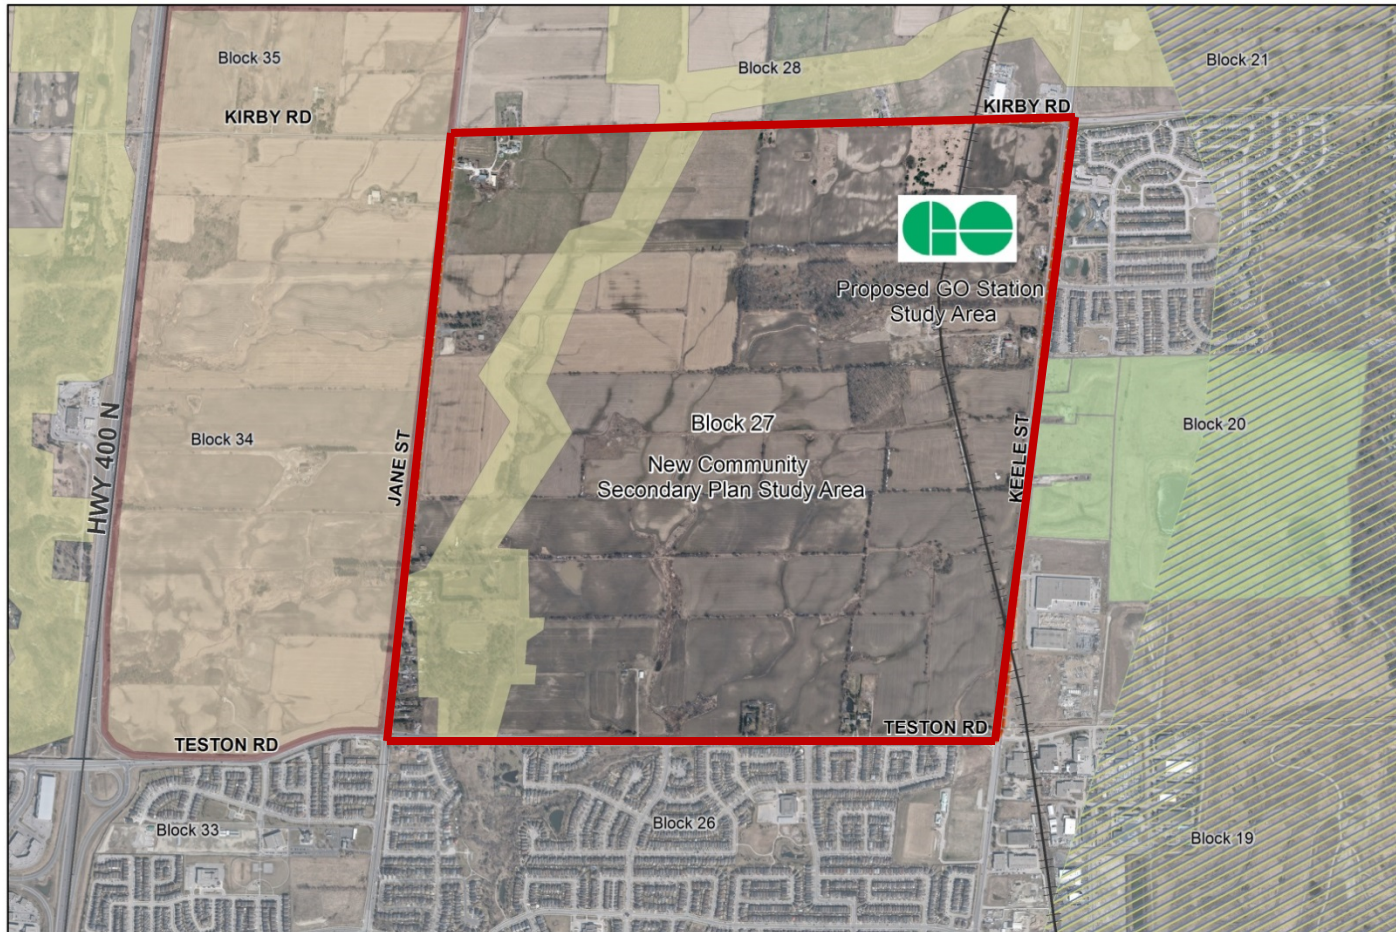 Block 35
Block 28
Block 21
KIRBY RD
KIRBY RD
GO
Proposed GO Station
Study Area
Block 27
New Community
Secondary Plan Study Area
Block 34
HWY 400 N
JANE ST
KEELE ST
Block 20
TESTON RD
TESTON RD
Block 33
Block 26
Block 19